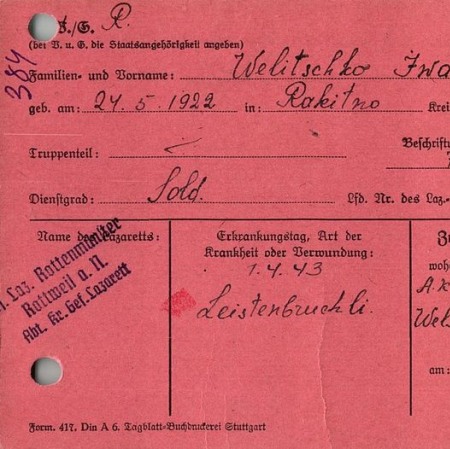 /G. R.
(bei V. u. G. die Staatsangehörigkeit angeben)
384
Familien- und Vorname: Welitschko Iwa
geb. am: 24.5.1922 in: Rakitno Krei
Truppenteil: Beschriftu
Dienstgrad: Sold. Lfd. Nr. des Laz.-
Name des Lazaretts:
Laz. Rottenmünster
Rottweil a. N.
Abt. Kr. Gef. Lazarett
Erkrankungstag, Art der
Krankheit oder Verwundung:
1.4.43
Leistenbruch li.
woh
A.K
Wels
am:
Form. 417. Din A 6. Tagblatt-Buchdruckerei Stuttgart